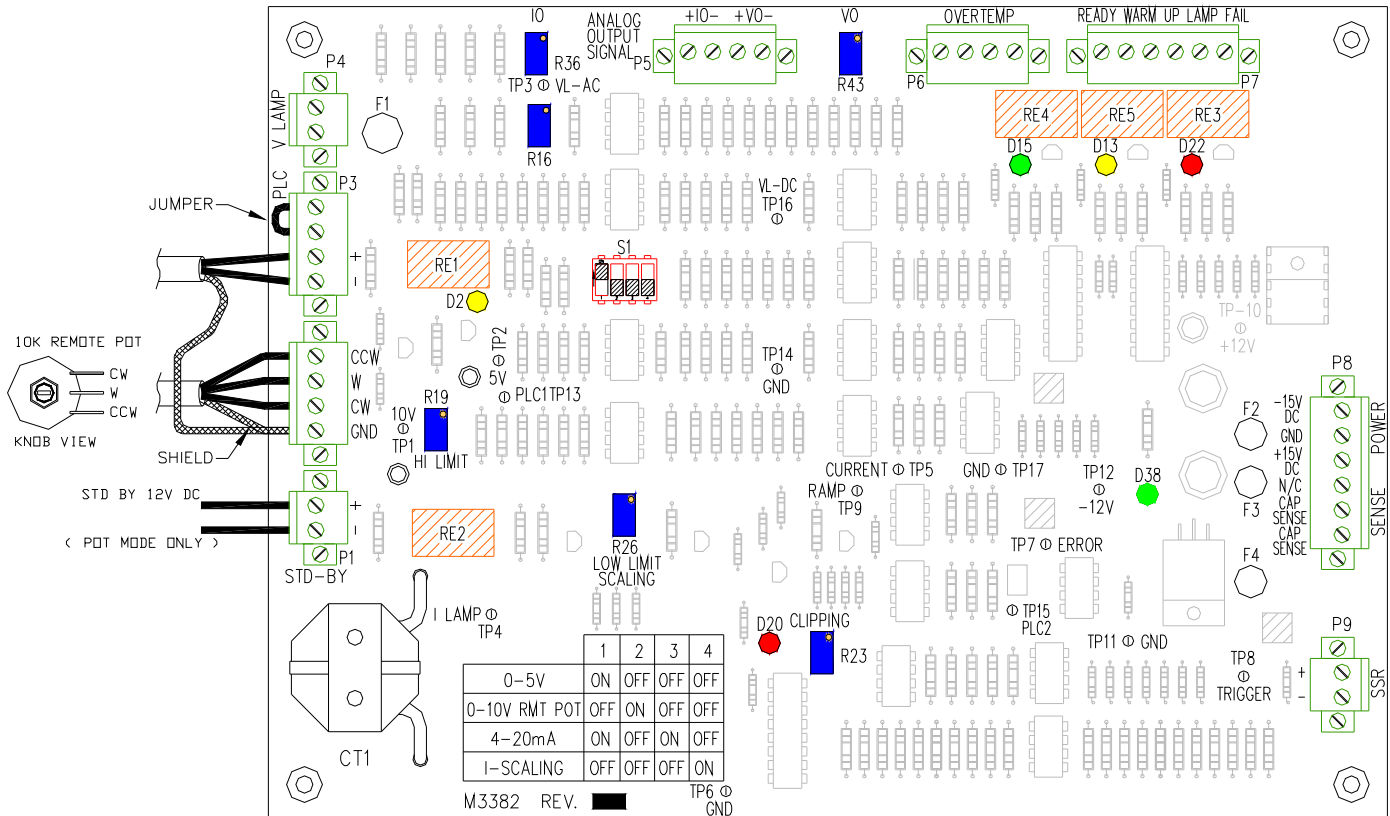 IO
ANALOG
OUTPUT
SIGNAL
+IO- +VO-
VO
OVERTEMP
READY WARM UP LAMP FAIL
P5
R36
TP3 VL-AC
R43
P6
P7
P4
F1
V LAMP
R16
RE4
RE5
RE3
D15
D13
D22
PLC
P3
JUMPER
VL-DC
TP16
+
-
RE1
S1
D2
TP-10
+12V
10K REMOTE POT
CW
W
CCW
KNOB VIEW
CCW
W
CW
GND
TP2
5V
PLC1 TP13
TP14
GND
P8
R19
10V
TP1
HI LIMIT
SHIELD
F2
F3
F4
-15V
DC
GND
+15V
DC
N/C
CAP
SENSE
CAP
SENSE
POWER
SENSE
CURRENT TP5
GND TP17
RAMP
TP9
TP12
-12V
D38
STD BY 12V DC
( POT MODE ONLY )
+
-
P1
STD-BY
RE2
R26
LOW LIMIT
SCALING
TP7 ERROR
I LAMP
TP4
D20
CLIPPING
R23
TP15
PLC2
TP11 GND
TP8
TRIGGER
P9
+
-
SSR
CT1
1 2 3 4
0-5V ON OFF OFF OFF
0-10V RMT POT OFF ON OFF OFF
4-20mA ON OFF ON OFF
I-SCALING OFF OFF OFF ON
M3382 REV.
TP6
GND